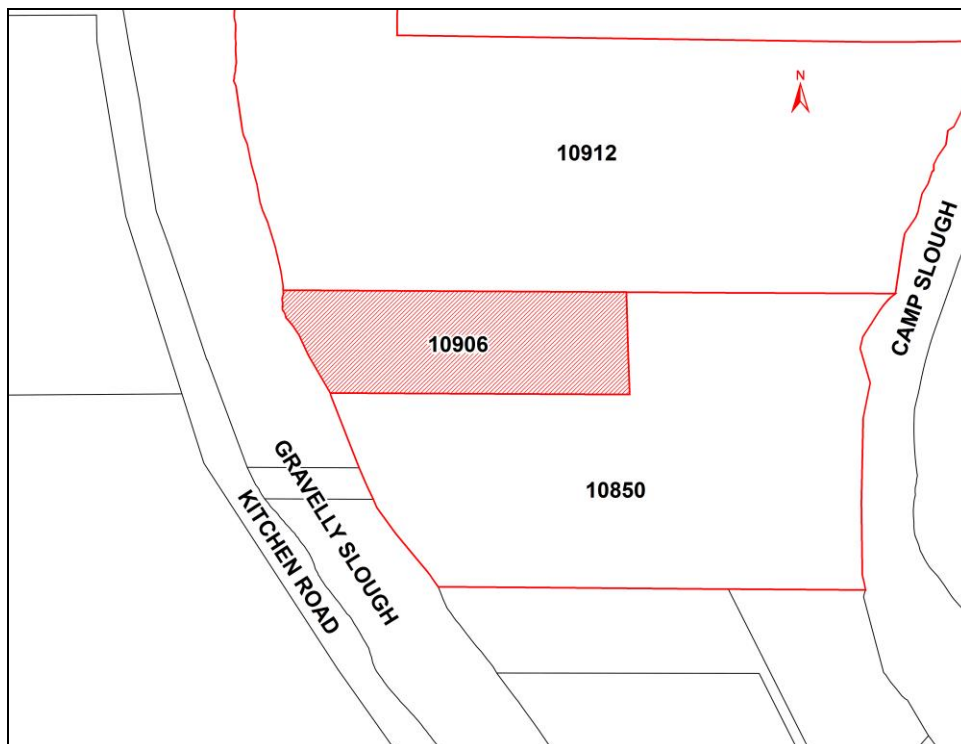 N
10912
CAMP SLOUGH
10906
10850
GRAVELLY SLOUGH
KITCHEN ROAD